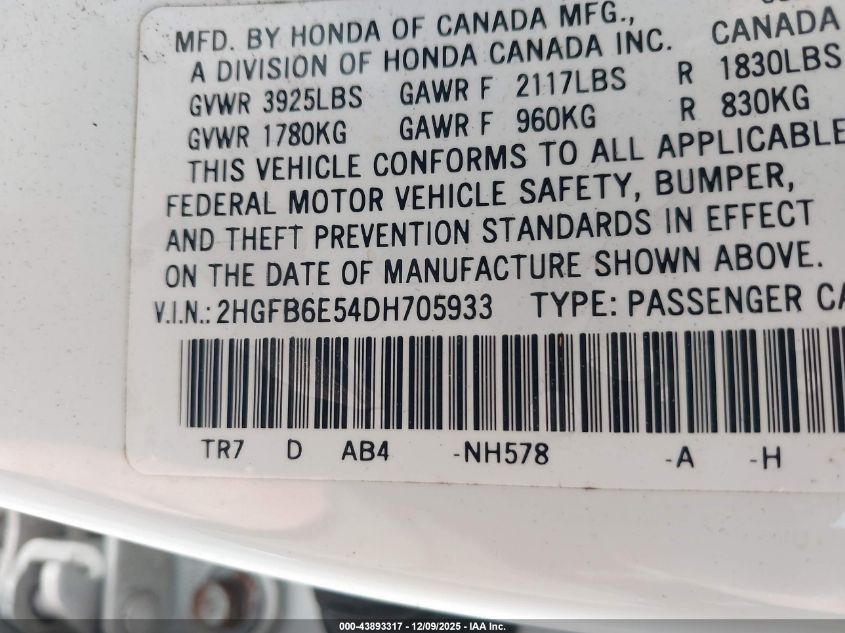 MFD. BY HONDA OF CANADA MFG.,
A DIVISION OF HONDA CANADA INC. CANADA
GVWR 3925LBS GAWR F 2117LBS R 1830LBS
GVWR 1780KG GAWR F 960KG R 830KG
THIS VEHICLE CONFORMS TO ALL APPLICABLE
FEDERAL MOTOR VEHICLE SAFETY, BUMPER,
AND THEFT PREVENTION STANDARDS IN EFFECT
ON THE DATE OF MANUFACTURE SHOWN ABOVE.
V.I.N.: 2HGFB6E54DH705933 TYPE: PASSENGER CA
TR7 D AB4 -NH578 -A -H
000-43893317 - 12/09/2025 - IAA Inc.